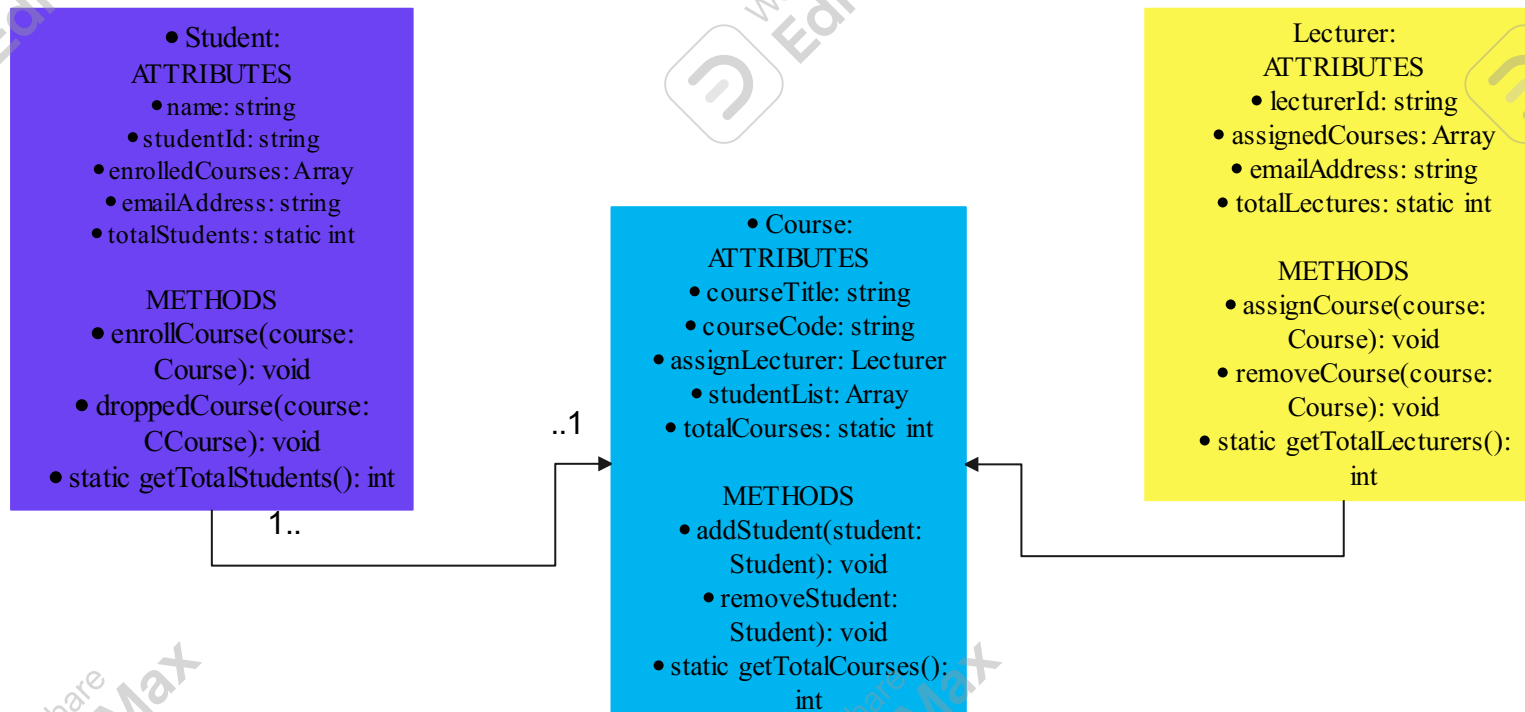 • Student:
ATTRIBUTES
• name: string
• studentId: string
• enrolledCourses: Array
• emailAddress: string
• totalStudents: static int
METHODS
• enrollCourse(course:
Course): void
• droppedCourse(course:
CCourse): void
• static getTotalStudents(): int
1..
..1
• Course:
ATTRIBUTES
• courseTitle: string
• courseCode: string
• assignLecturer: Lecturer
• studentList: Array
• totalCourses: static int
METHODS
• addStudent(student:
Student): void
• removeStudent:
Student): void
• static getTotalCourses():
int
Lecturer:
ATTRIBUTES
• lecturerId: string
• assignedCourses: Array
• emailAddress: string
• totalLectures: static int
METHODS
• assignCourse(course:
Course): void
• removeCourse(course:
Course): void
• static getTotalLecturers():
int